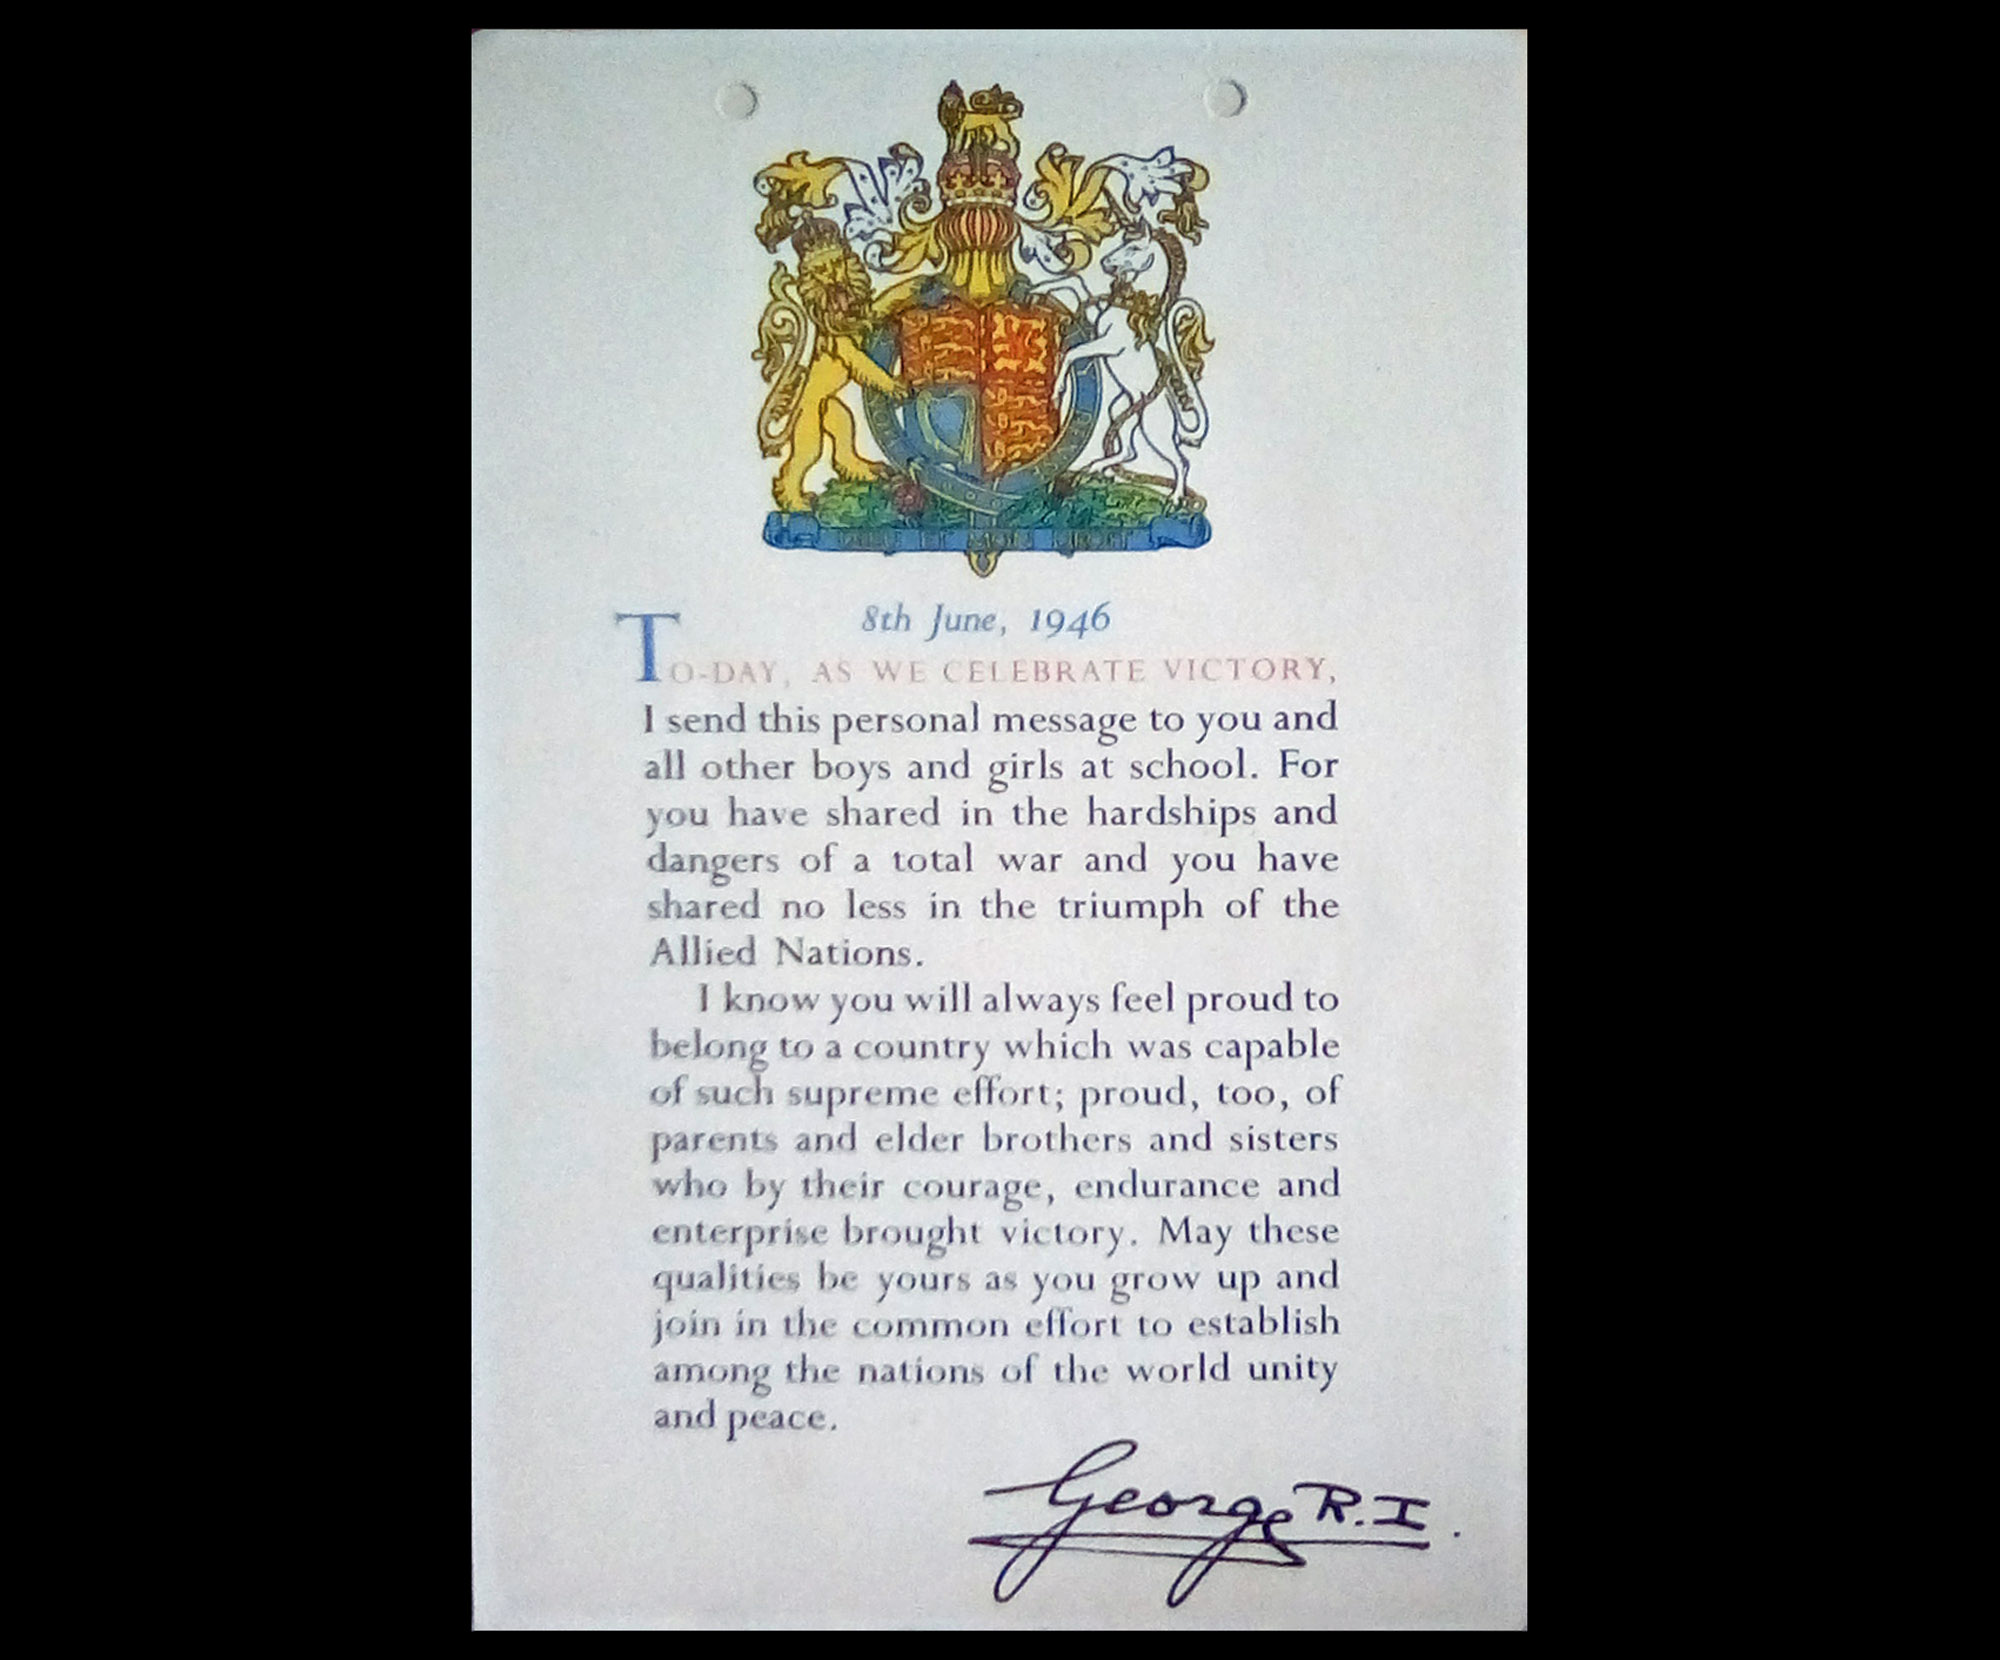 DIEU ET MON DROIT
8th June, 1946
TO-DAY, AS WE CELEBRATE VICTORY,
I send this personal message to you and
all other boys and girls at school. For
you have shared in the hardships and
dangers of a total war and you have
shared no less in the triumph of the
Allied Nations.
I know you will always feel proud to
belong to a country which was capable
of such supreme effort; proud, too, of
parents and elder brothers and sisters
who by their courage, endurance and
enterprise brought victory. May these
qualities be yours as you grow up and
join in the common effort to establish
among the nations of the world unity
and peace.
George R.I.